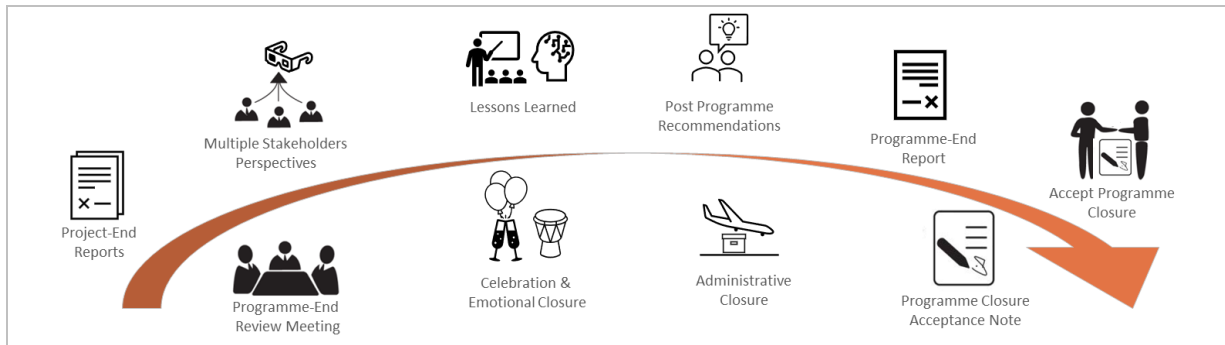 Project-End
Reports
Multiple Stakeholders
Perspectives
Lessons Learned
Post Programme
Recommendations
Programme-End
Report
Accept Programme
Closure
Programme-End
Review Meeting
Celebration &
Emotional Closure
Administrative
Closure
Programme Closure
Acceptance Note